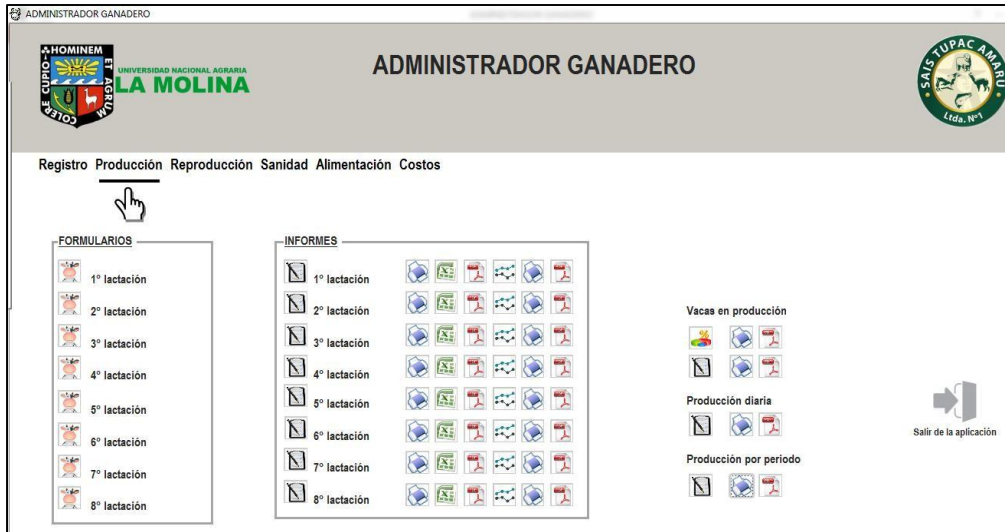 ADMINISTRADOR GANADERO
HOMINEM
ET AGRUM
COLERE CUPIO
UNIVERSIDAD NACIONAL AGRARIA
LA MOLINA
ADMINISTRADOR GANADERO
SAIS TUPAC AMARU
Ltda. N°1
Registro Producción Reproducción Sanidad Alimentación Costos
FORMULARIOS
1° lactación
2° lactación
3° lactación
4° lactación
5° lactación
6° lactación
7° lactación
8° lactación
INFORMES
1° lactación
2° lactación
3° lactación
4° lactación
5° lactación
6° lactación
7° lactación
8° lactación
Vacas en producción
Producción diaria
Producción por periodo
Salir de la aplicación